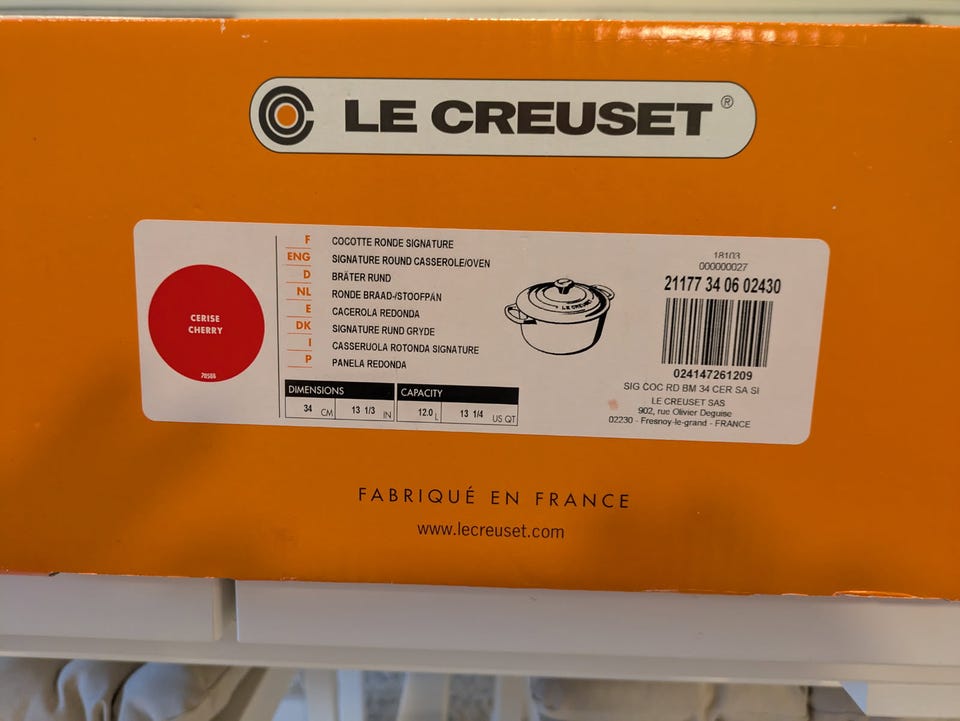 LE CREUSET®
CERISE
CHERRY
70508
F COCOTTE RONDE SIGNATURE
ENG SIGNATURE ROUND CASSEROLE/OVEN
D BRÄTER RUND
NL RONDE BRAAD-/STOOFPAN
E CACEROLA REDONDA
DK SIGNATURE RUND GRYDE
I CASSERUOLA ROTONDA SIGNATURE
P PANELA REDONDA
DIMENSIONS CAPACITY
34 CM 13 1/3 IN 12.0 L 13 1/4 US QT
LE CREUSET
18103
000000027
21177 34 06 02430
024147261209
SIG COC RD BM 34 CER SA SI
LE CREUSET SAS
902, rue Olivier Deguise
02230 - Fresnoy-le-grand - FRANCE
FABRIQUÉ EN FRANCE
www.lecreuset.com